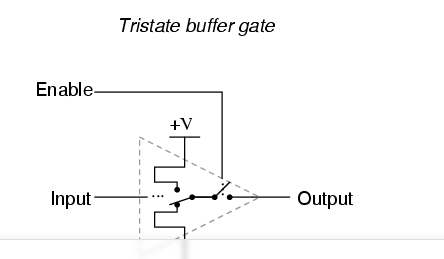 Tristate buffer gate
Enable
+V
Input
Output